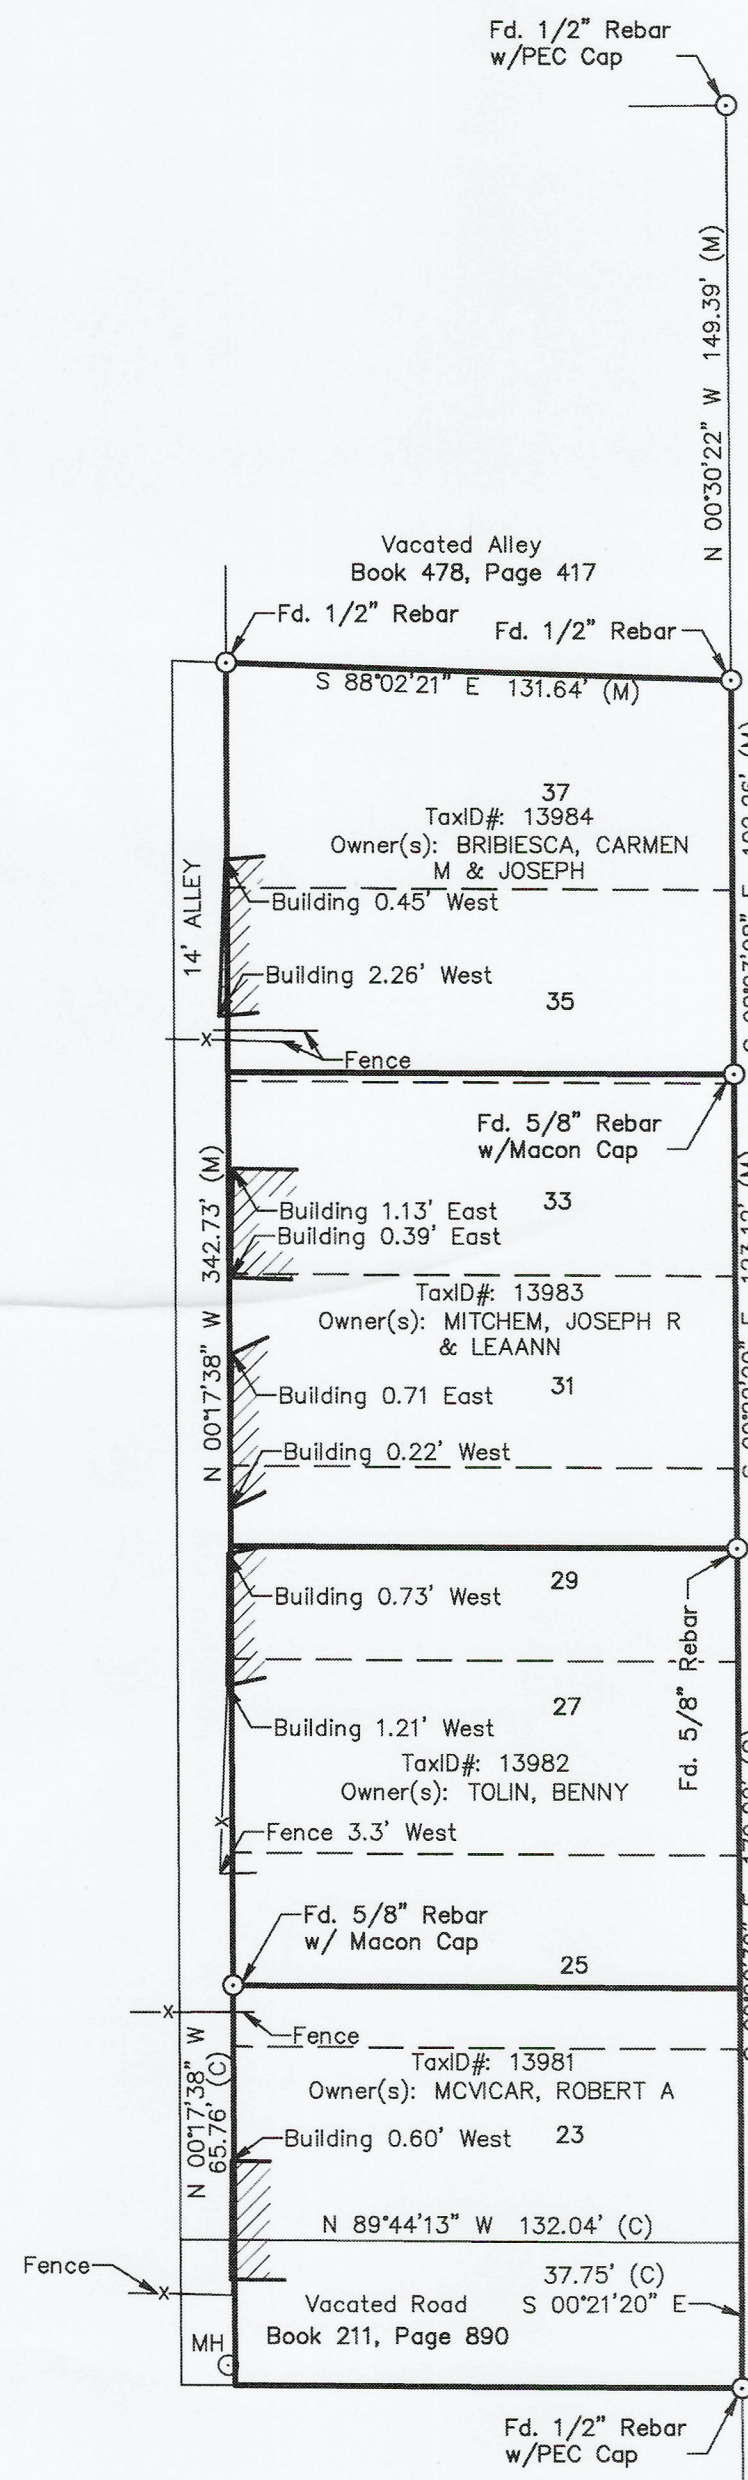 Fd. 1/2" Rebar
w/PEC Cap
N 00°30'22" W 149.39' (M)
Vacated Alley
Book 478, Page 417
Fd. 1/2" Rebar
Fd. 1/2" Rebar
S 88°02'21" E 131.64' (M)
37
TaxID#: 13984
Owner(s): BRIBIESCA, CARMEN
M & JOSEPH
14' ALLEY
Building 0.45' West
Building 2.26' West
35
X
Fence
Fd. 5/8" Rebar
w/Macon Cap
N 00°17'38" W 342.73' (M)
33
Building 1.13' East
Building 0.39' East
TaxID#: 13983
Owner(s): MITCHEM, JOSEPH R
& LEAANN
31
Building 0.71 East
Building 0.22' West
29
Building 0.73' West
Fd. 5/8" Rebar
27
Building 1.21' West
TaxID#: 13982
Owner(s): TOLIN, BENNY
X
Fence 3.3' West
Fd. 5/8" Rebar
w/ Macon Cap
25
X
Fence
N 00°17'38" W
65.76' (C)
TaxID#: 13981
Owner(s): MCVICAR, ROBERT A
Building 0.60' West
23
N 89°44'13" W 132.04' (C)
Fence
X
37.75' (C)
S 00°21'20" E
Vacated Road
Book 211, Page 890
MH
Fd. 1/2" Rebar
w/PEC Cap